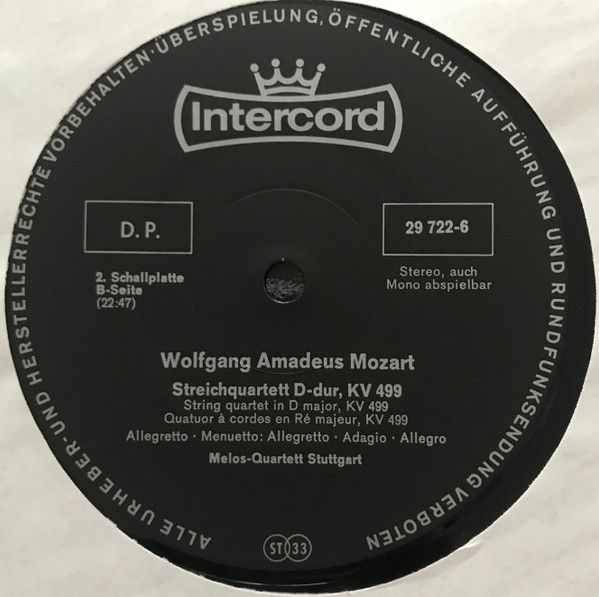 ALLE URHEBER- UND HERSTELLERRECHTE VORBEHALTEN · ÜBERSPIELUNG, ÖFFENTLICHE AUFFÜHRUNG UND RUNDFUNKSENDUNG VERBOTEN
Intercord
D. P.
29 722-6
2. Schallplatte
B-Seite
(22:47)
Stereo, auch
Mono abspielbar
Wolfgang Amadeus Mozart
Streichquartett D-dur, KV 499
String quartet in D major, KV 499
Quatuor à cordes en Ré majeur, KV 499
Allegretto · Menuetto: Allegretto · Adagio · Allegro
Melos-Quartett Stuttgart
ST 33